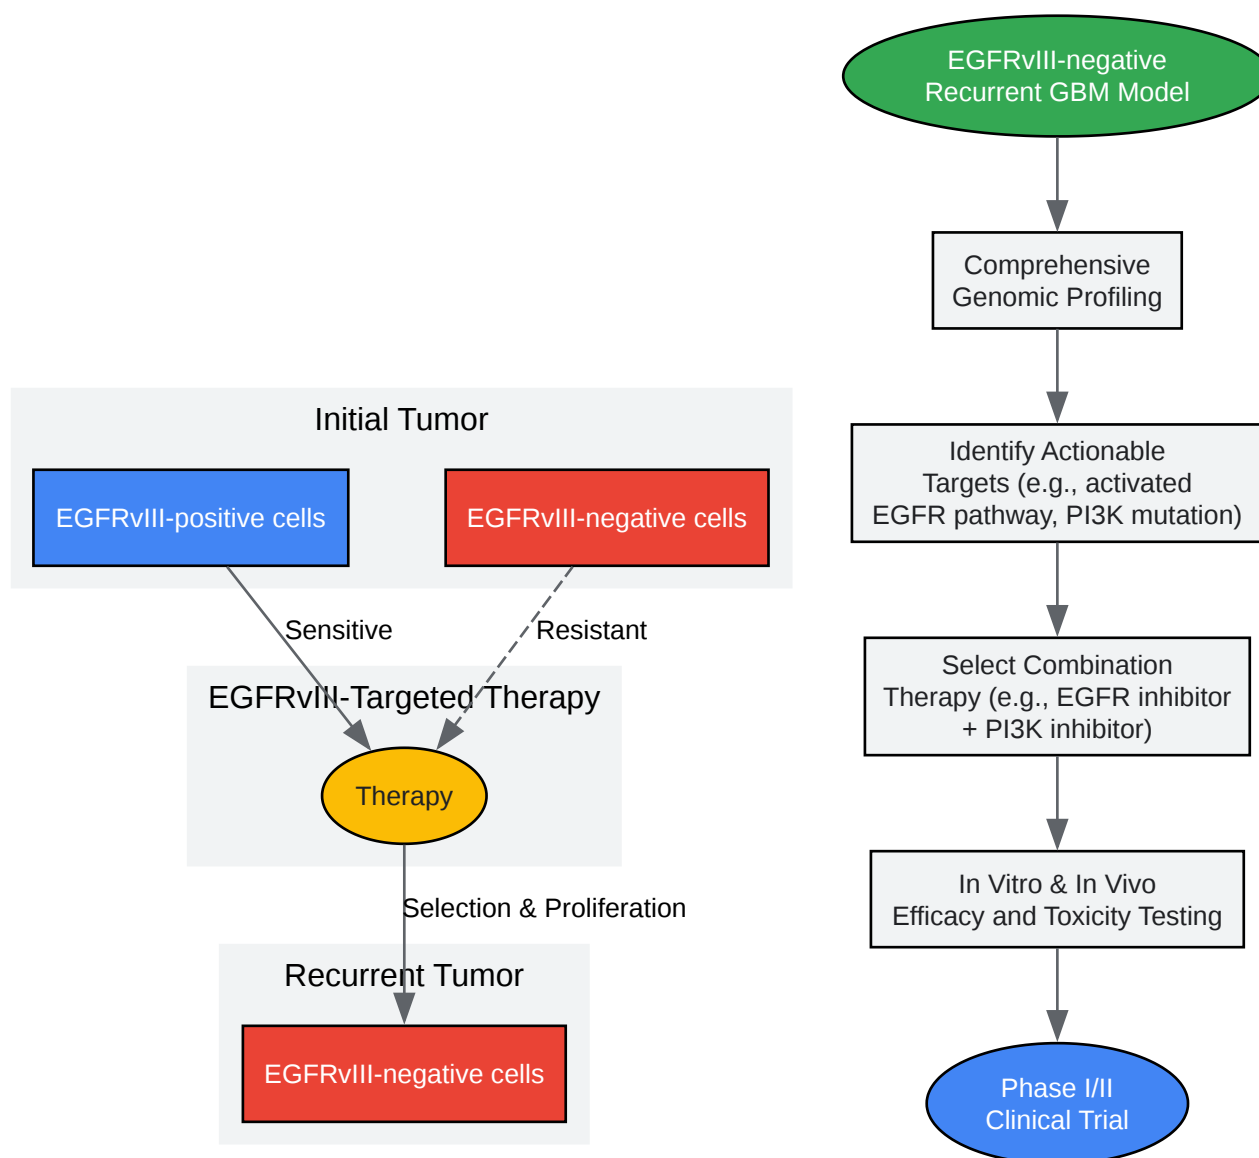 Initial Tumor
EGFRvIII-positive cells
EGFRvIII-negative cells
Sensitive
Resistant
EGFRvIII-Targeted Therapy
Therapy
Selection & Proliferation
Recurrent Tumor
EGFRvIII-negative cells
EGFRvIII-negative
Recurrent GBM Model
Comprehensive
Genomic Profiling
Identify Actionable
Targets (e.g., activated
EGFR pathway, PI3K mutation)
Select Combination
Therapy (e.g., EGFR inhibitor
+ PI3K inhibitor)
In Vitro & In Vivo
Efficacy and Toxicity Testing
Phase I/II
Clinical Trial